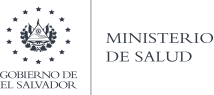 MINISTERIO
DE SALUD
GOBIERNO DE
EL SALVADOR